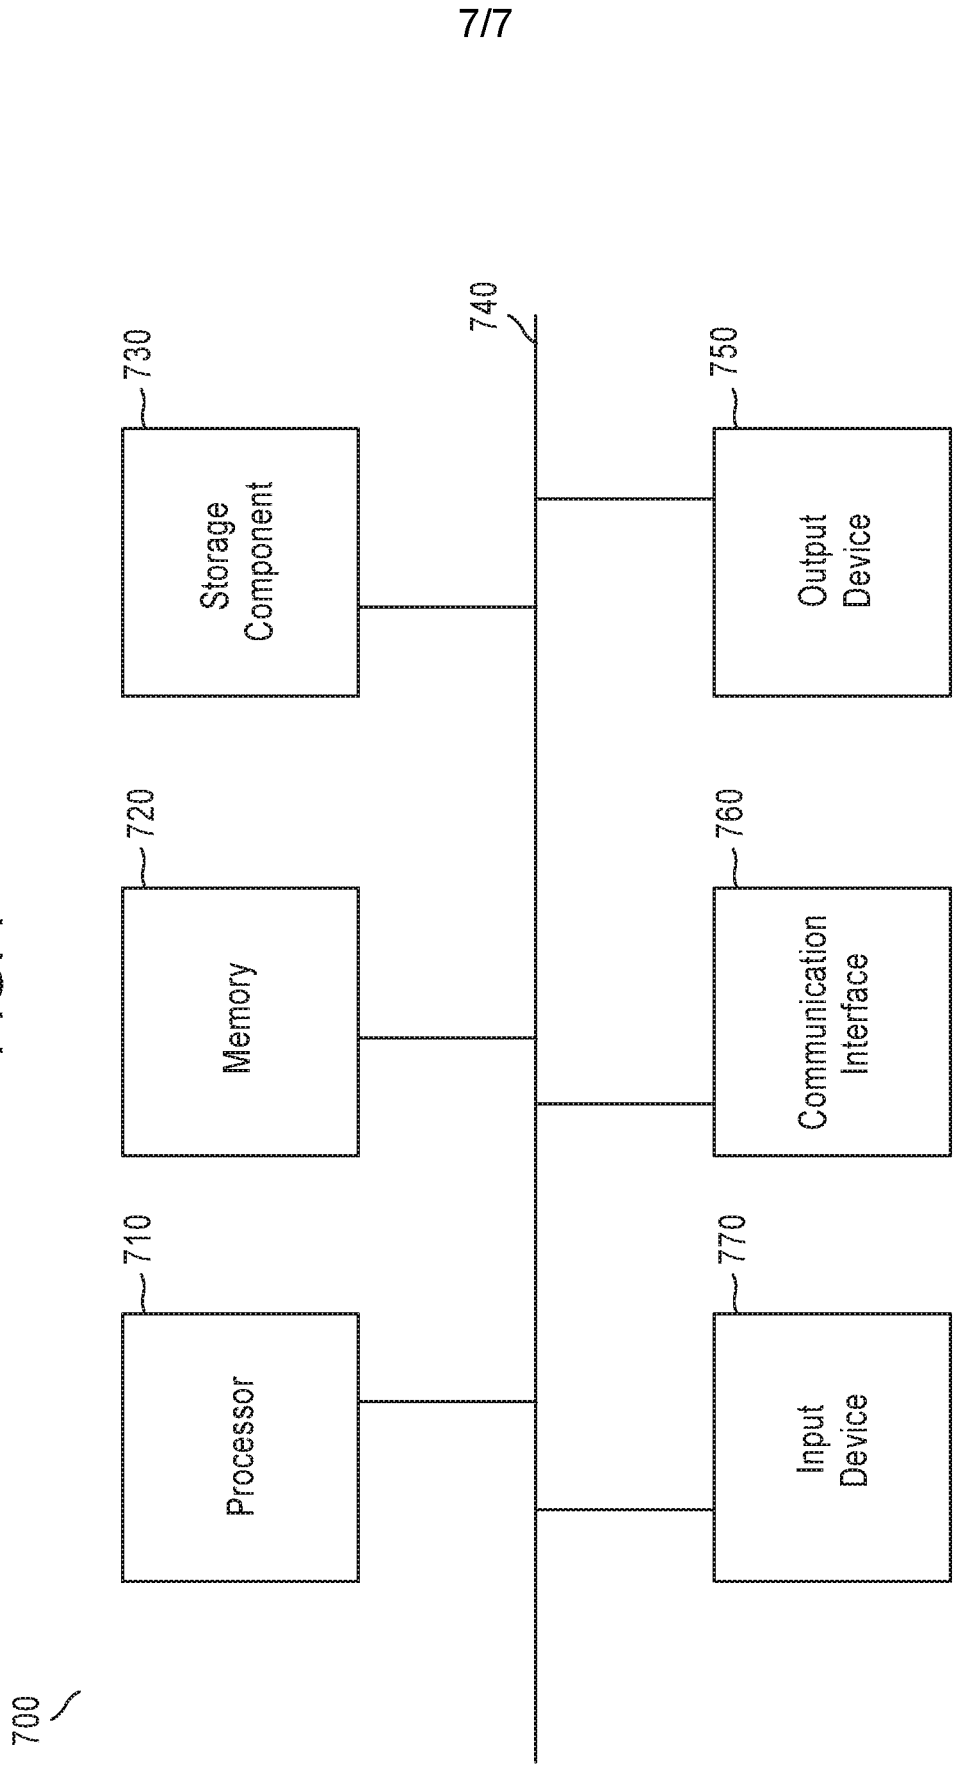 7/7
700
Processor
710
Memory
720
Storage
Component
730
740
Input
Device
770
Communication
Interface
760
Output
Device
750